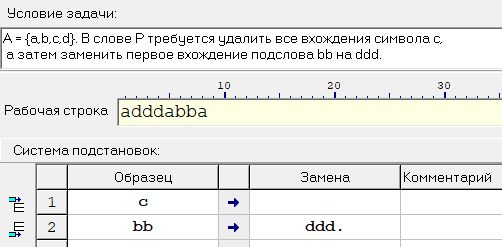 Условие задачи:
A = {a,b,c,d}. В слове P требуется удалить все вхождения символа c,
а затем заменить первое вхождение подслова bb на ddd.
10 20 30
Рабочая строка adddabba
Система подстановок:
Образец Замена Комментарий
1 c →
2 bb → ddd.